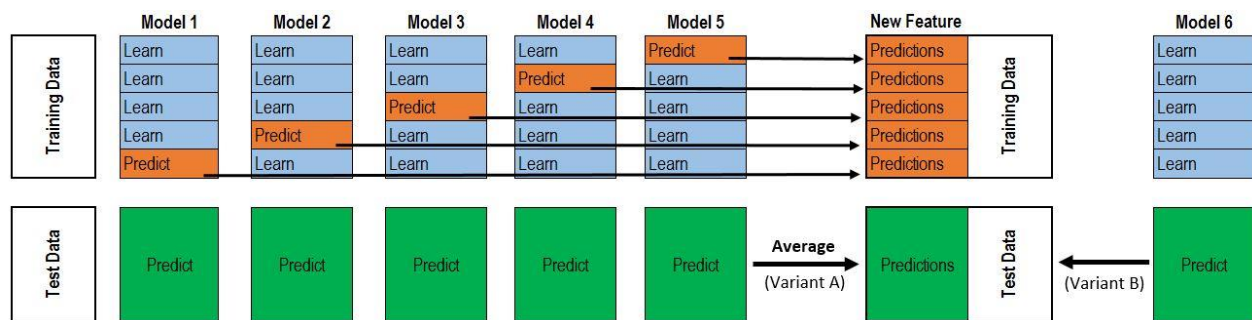 Model 1 Model 2 Model 3 Model 4 Model 5 New Feature Model 6
Training Data
Learn Learn Learn Learn Predict Predictions Learn
Learn Learn Learn Predict Learn Predictions Learn
Learn Learn Predict Learn Learn Predictions Learn
Learn Predict Learn Learn Learn Predictions Learn
Predict Learn Learn Learn Learn Predictions Learn
Training Data
Test Data
Predict Predict Predict Predict Predict Average Predictions Predict
(Variant A) (Variant B)
Test Data